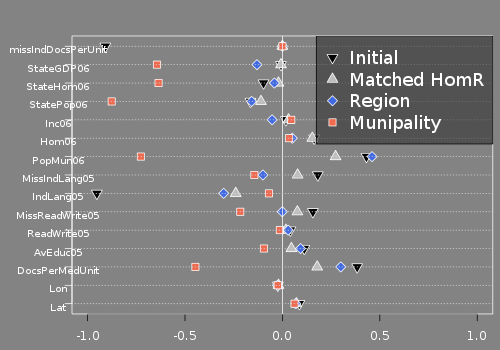 missIndDocsPerUnit
StateGDP06
StateHom06
StatePop06
Inc06
Hom06
PopMun06
MissIndLang05
IndLang05
MissReadWrite05
ReadWrite05
AvEduc05
DocsPerMedUnit
Lon
Lat
Initial
Matched HomR
Region
Munipality
-1.0
-0.5
0.0
0.5
1.0